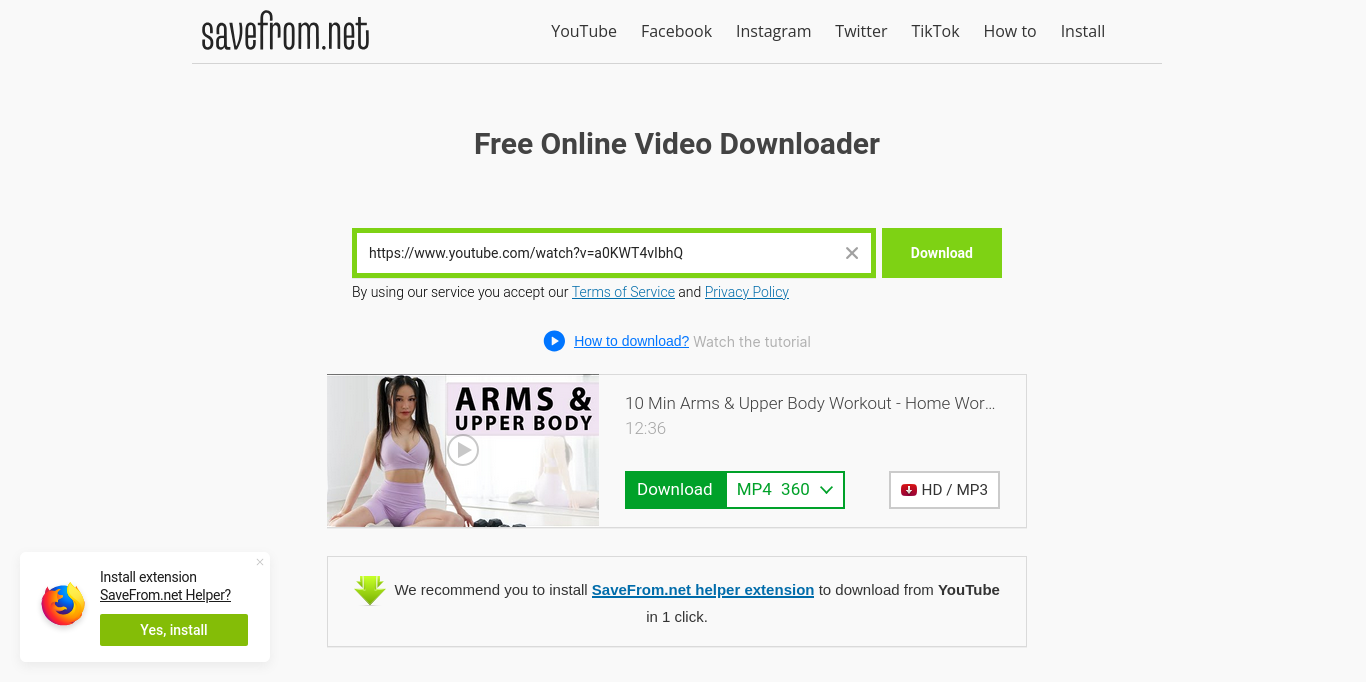 savefrom.net
YouTube Facebook Instagram Twitter TikTok How to Install
Free Online Video Downloader
https://www.youtube.com/watch?v=a0KWT4vIbhQ
Download
By using our service you accept our Terms of Service and Privacy Policy
How to download? Watch the tutorial
ARMS &
UPPER BODY
10 Min Arms & Upper Body Workout - Home Wor...
12:36
Download MP4 360
HD / MP3
We recommend you to install SaveFrom.net helper extension to download from YouTube
in 1 click.
Install extension
SaveFrom.net Helper?
Yes, install